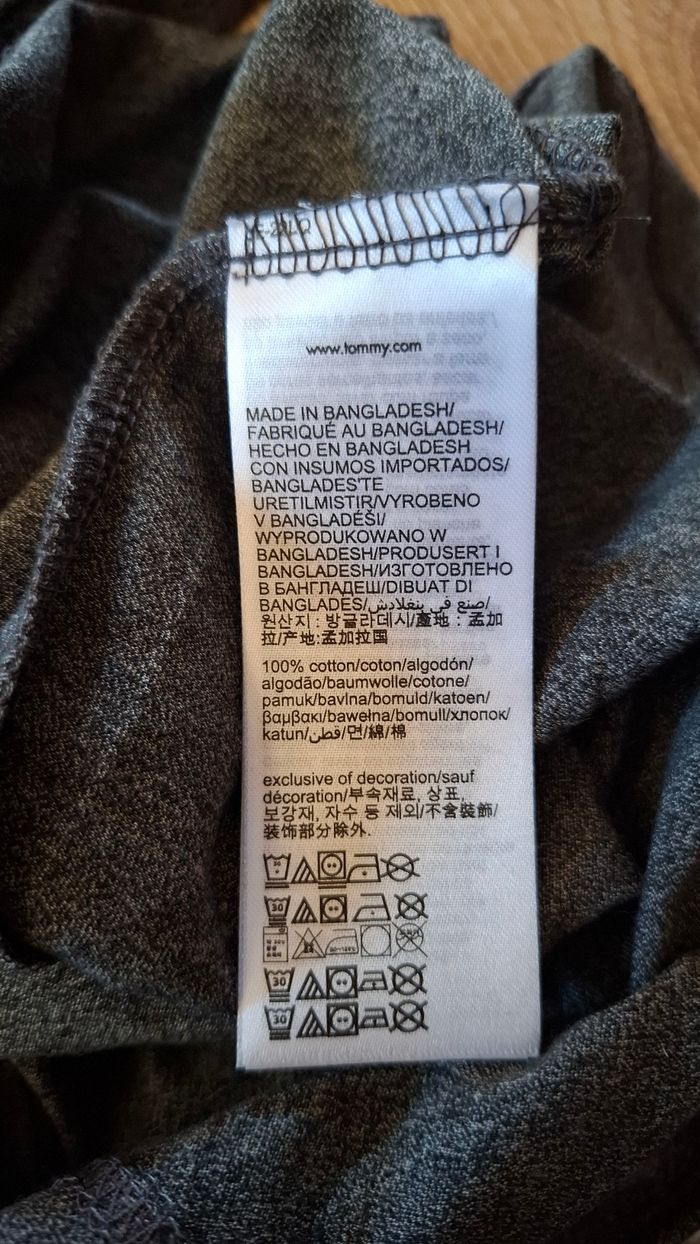 www.tommy.com
MADE IN BANGLADESH/
FABRIQUÉ AU BANGLADESH/
HECHO EN BANGLADESH
CON INSUMOS IMPORTADOS/
BANGLADES'TE
URETILMISTIR/VYROBENO
V BANGLADÉŠI/
WYPRODUKOWANO W
BANGLADESH/PRODUSERT I
BANGLADESH/ИЗГОТОВЛЕНО
В БАНГЛАДЕШ/DIBUAT DI
BANGLADES/صنع في بنغلادش/
원산지 : 방글라데시/產地 : 孟加
拉/产地:孟加拉国
100% cotton/coton/algodón/
algodão/baumwolle/cotone/
pamuk/bavlna/bomuld/katoen/
βαμβακι/bawełna/bomull/хлопок/
katun/قطن/면/綿/棉
exclusive of decoration/sauf
décoration/부속재료, 상표,
보강재, 자수 등 제외/不含裝飾/
装饰部分除外.
30
30
30